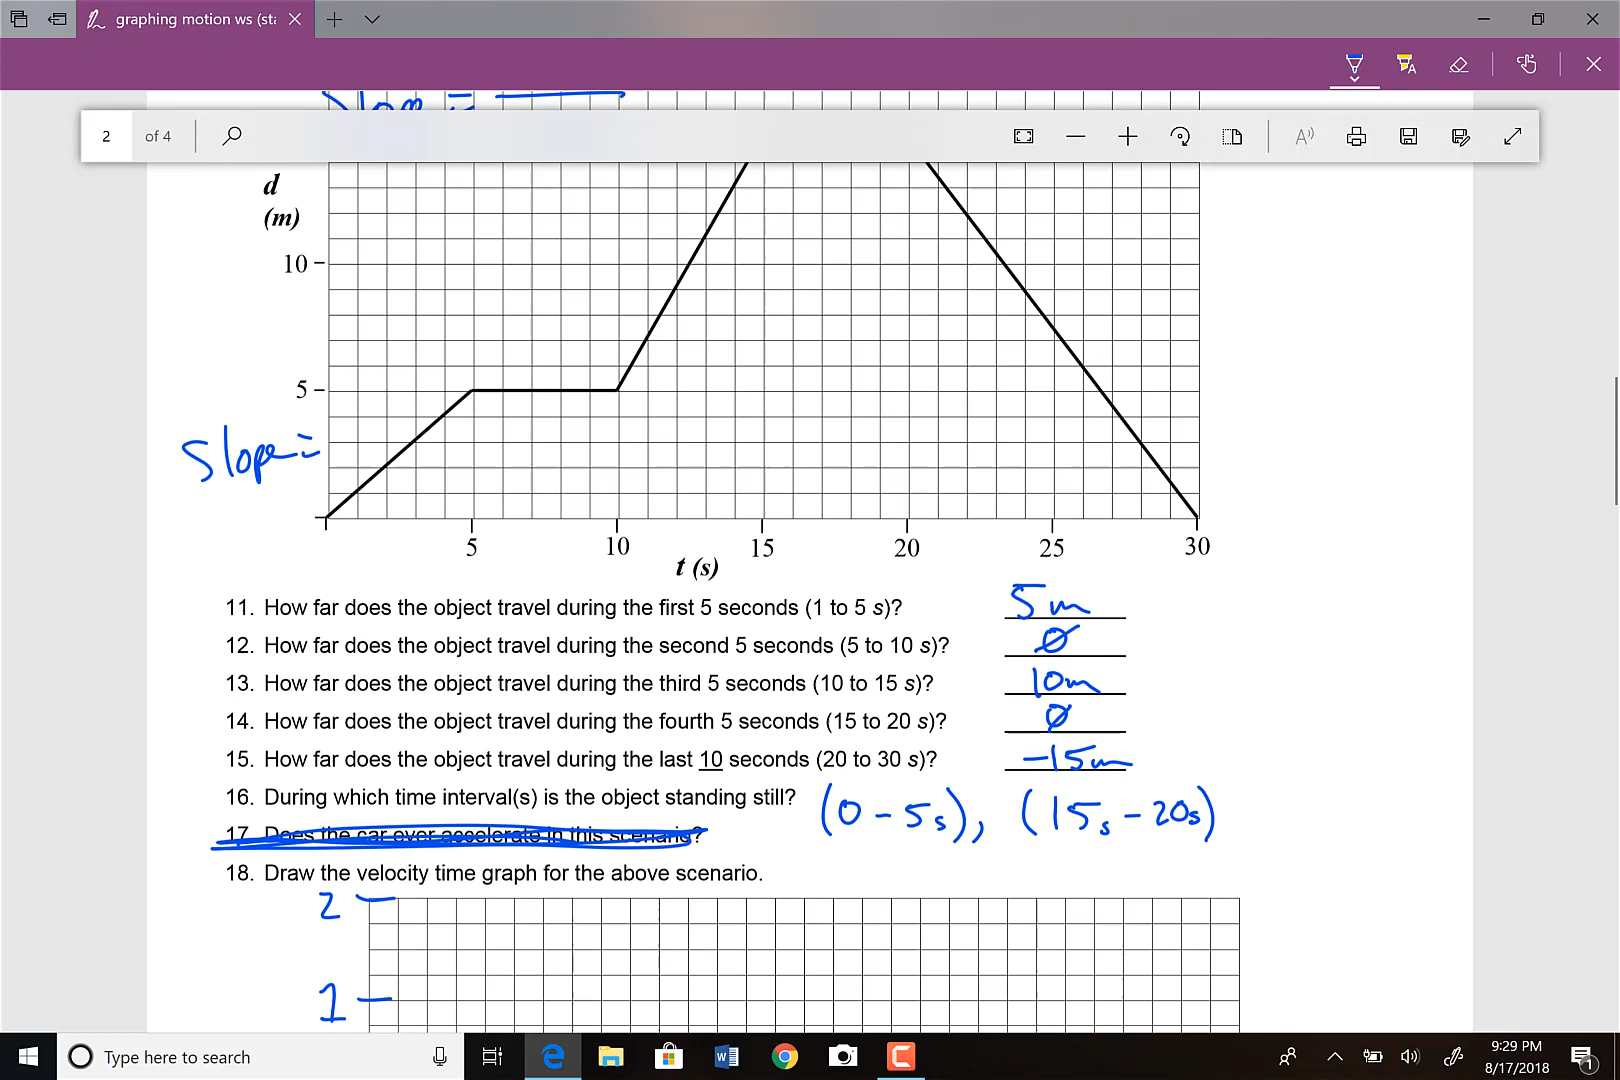 graphing motion ws (sta
2 of 4
Slope =
d
(m)
10
5
Slope=
5 10 15 20 25 30
t (s)
11. How far does the object travel during the first 5 seconds (1 to 5 s)? 5m
12. How far does the object travel during the second 5 seconds (5 to 10 s)? 0
13. How far does the object travel during the third 5 seconds (10 to 15 s)? 10m
14. How far does the object travel during the fourth 5 seconds (15 to 20 s)? 0
15. How far does the object travel during the last 10 seconds (20 to 30 s)? -15m
16. During which time interval(s) is the object standing still? (0-5s), (15s-20s)
17. Does the car ever accelerate in this scenario?
18. Draw the velocity time graph for the above scenario.
2
1
Type here to search
9:29 PM
8/17/2018
1